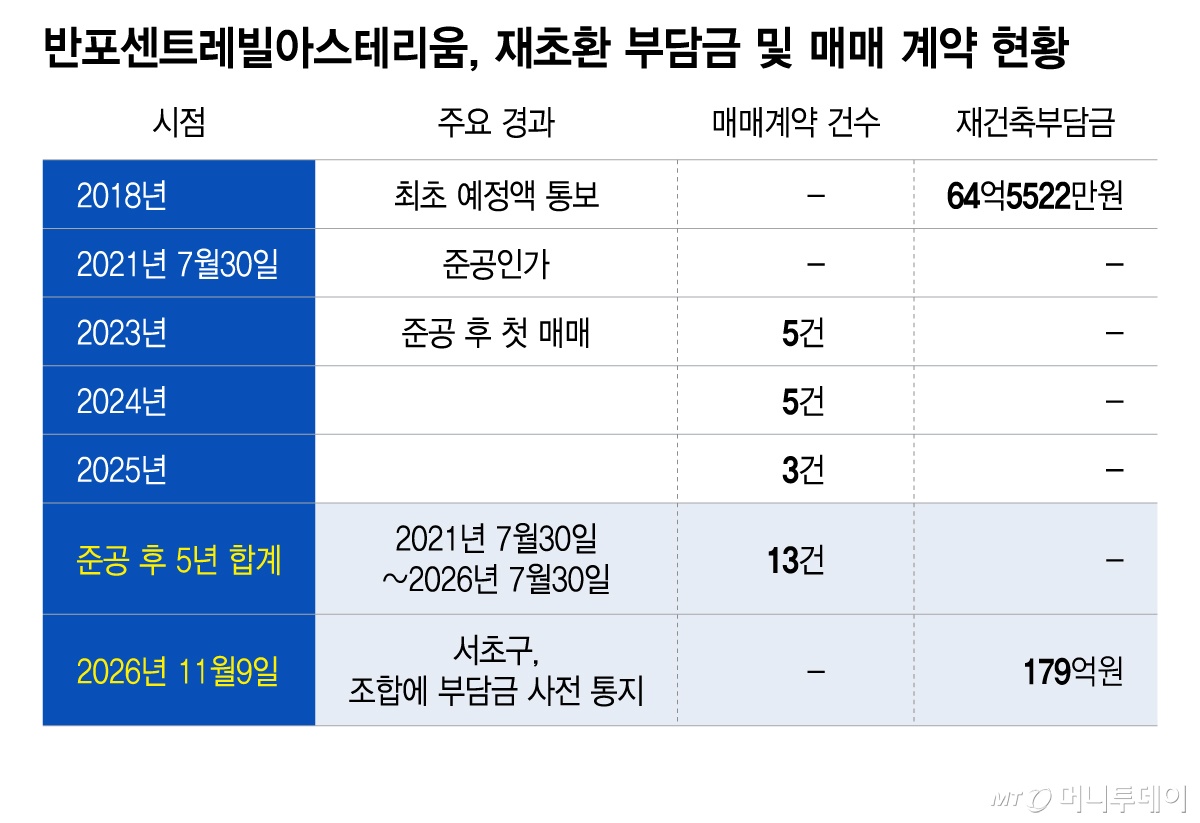 반포센트레빌아스테리움, 재초환 부담금 및 매매 계약 현황
시점 주요 경과 매매계약 건수 재건축부담금
2018년 최초 예정액 통보 – 64억5522만원
2021년 7월30일 준공인가 – –
2023년 준공 후 첫 매매 5건 –
2024년 5건 –
2025년 3건 –
준공 후 5년 합계 2021년 7월30일
～2026년 7월30일 13건 –
2026년 11월9일 서초구,
조합에 부담금 사전 통지 – 179억원
MT 머니투데이